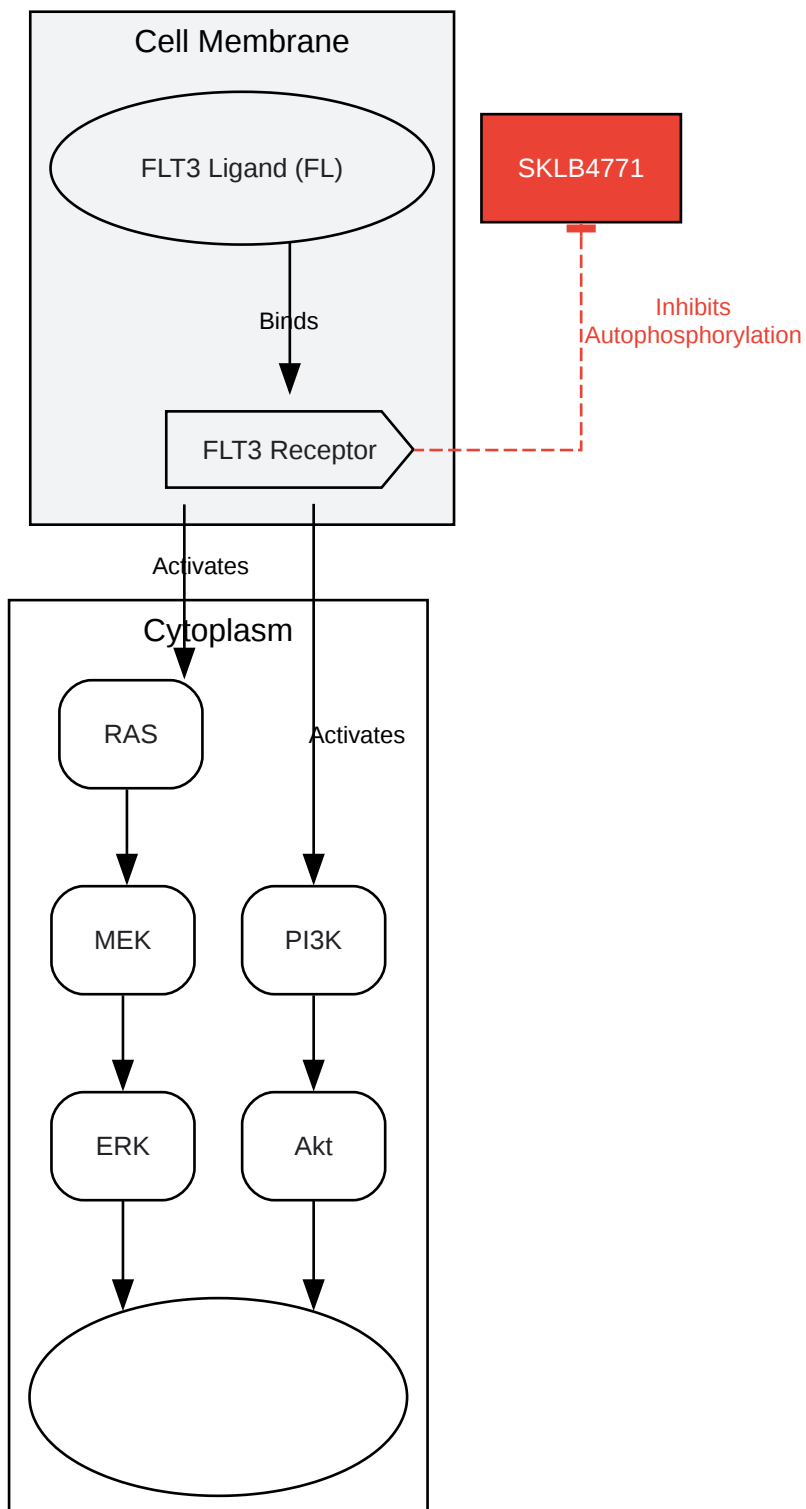 Cell Membrane
FLT3 Ligand (FL)
SKLB4771
Binds
Inhibits
Autophosphorylation
FLT3 Receptor
Activates
Cytoplasm
RAS
Activates
MEK
PI3K
ERK
Akt